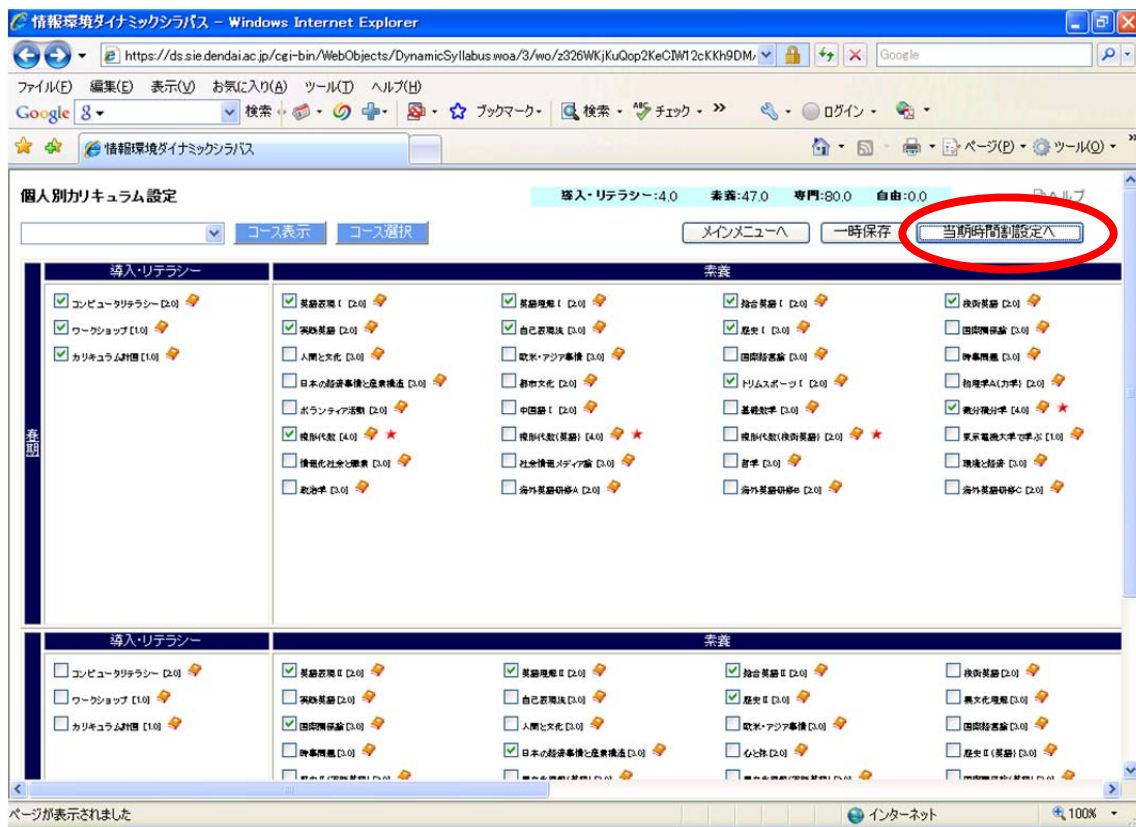 情報環境ダイナミックシラバス - Windows Internet Explorer
https://ds.sie.dendai.ac.jp/cgi-bin/WebObjects/DynamicSyllabus.woa/3/wo/z326WKjKuQop2KeCIW12cKKh9DM/
Google
ファイル(F) 編集(E) 表示(V) お気に入り(A) ツール(T) ヘルプ(H)
Google 検索 ブックマーク 検索 チェック ログイン
情報環境ダイナミックシラバス ページ(P) ツール(O)
個人別カリキュラム設定 導入・リテラシー:4.0 素養:47.0 専門:80.0 自由:0.0 ヘルプ
コース表示 コース選択 メインメニューへ 一時保存 当期時間割設定へ
導入・リテラシー 素養
春期
コンピュータリテラシー [2.0] 英語表現 I [2.0] 英語理解 I [2.0] 総合英語 I [2.0] 技術英語 [2.0]
ワークショップ [1.0] 実践英語 [2.0] 自己表現法 [3.0] 歴史 I [3.0] 国際関係論 [3.0]
カリキュラム計画 [1.0] 人間と文化 [3.0] 欧米・アジア事情 [3.0] 国際経営論 [3.0] 時事問題 [3.0]
日本の経済事情と産業構造 [3.0] 都市文化 [2.0] トリムスポーツ I [2.0] 物理学A(力学) [2.0]
ボランティア活動 [2.0] 中国語 I [2.0] 基礎数学 [3.0] 微分積分学 [4.0] ★
線形代数 [4.0] ★ 線形代数(英語) [4.0] ★ 線形代数(技術英語) [2.0] ★ 東京電機大学で学ぶ [1.0]
情報化社会と職業 [3.0] 社会情報メディア論 [3.0] 哲学 [3.0] 環境と経済 [3.0]
政治学 [3.0] 海外英語研修A [2.0] 海外英語研修B [2.0] 海外英語研修C [2.0]
導入・リテラシー 素養
コンピュータリテラシー [2.0] 英語表現 II [2.0] 英語理解 II [2.0] 総合英語 II [2.0] 技術英語 [2.0]
ワークショップ [1.0] 実践英語 [2.0] 自己表現法 [3.0] 歴史 II [3.0] 異文化理解 [3.0]
カリキュラム計画 [1.0] 国際関係論 [3.0] 人間と文化 [3.0] 欧米・アジア事情 [3.0] 国際経営論 [3.0]
時事問題 [3.0] 日本の経済事情と産業構造 [3.0] 心と体 [2.0] 歴史 II (英語) [3.0]
ページが表示されました インターネット 100%